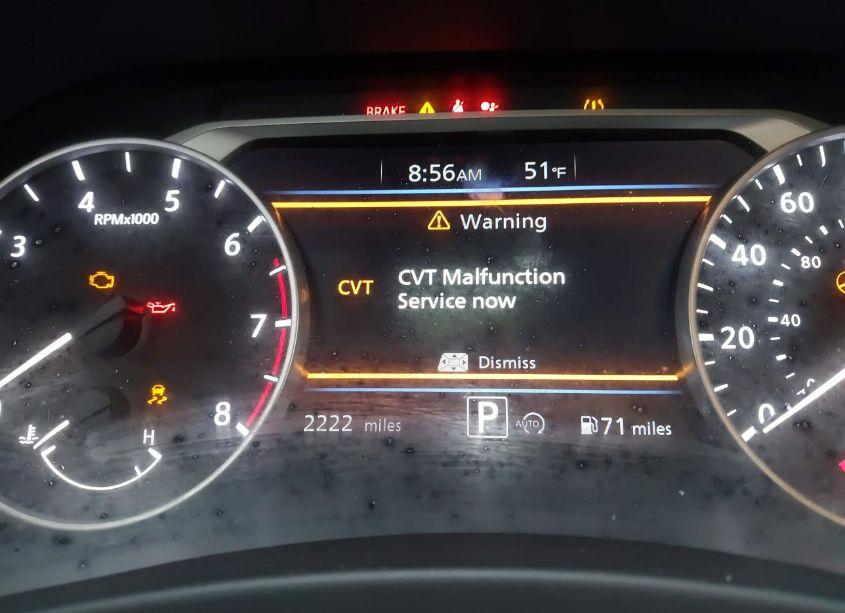 BRAKE
8:56AM 51°F
4 5
RPMx1000
3 6
7
8
H
Warning
CVT CVT Malfunction
Service now
Dismiss
2222 miles P AUTO 71 miles
60
40 80
20 40
0